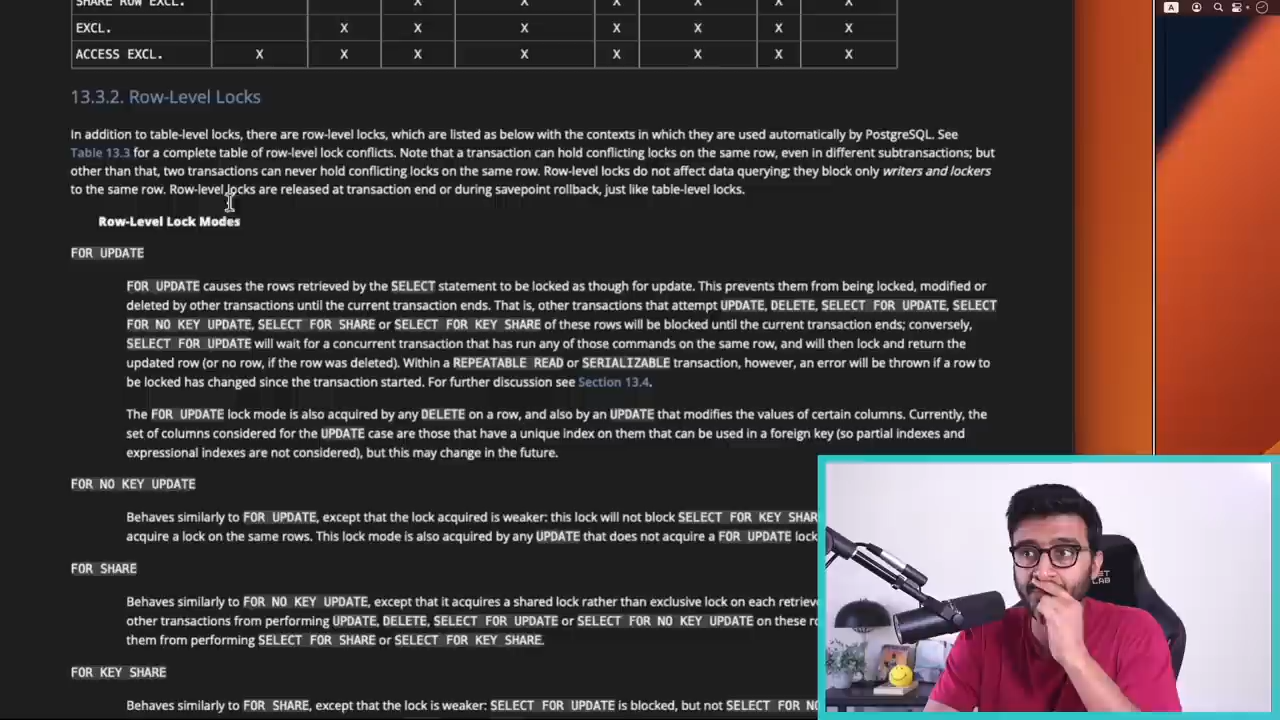 SHARE ROW EXCL. X X X X X X
EXCL. X X X X X X X
ACCESS EXCL. X X X X X X X X
13.3.2. Row-Level Locks
In addition to table-level locks, there are row-level locks, which are listed as below with the contexts in which they are used automatically by PostgreSQL. See
Table 13.3 for a complete table of row-level lock conflicts. Note that a transaction can hold conflicting locks on the same row, even in different subtransactions; but
other than that, two transactions can never hold conflicting locks on the same row. Row-level locks do not affect data querying; they block only writers and lockers
to the same row. Row-level locks are released at transaction end or during savepoint rollback, just like table-level locks.
Row-Level Lock Modes
FOR UPDATE
FOR UPDATE causes the rows retrieved by the SELECT statement to be locked as though for update. This prevents them from being locked, modified or
deleted by other transactions until the current transaction ends. That is, other transactions that attempt UPDATE, DELETE, SELECT FOR UPDATE, SELECT
FOR NO KEY UPDATE, SELECT FOR SHARE or SELECT FOR KEY SHARE of these rows will be blocked until the current transaction ends; conversely,
SELECT FOR UPDATE will wait for a concurrent transaction that has run any of those commands on the same row, and will then lock and return the
updated row (or no row, if the row was deleted). Within a REPEATABLE READ or SERIALIZABLE transaction, however, an error will be thrown if a row to
be locked has changed since the transaction started. For further discussion see Section 13.4.
The FOR UPDATE lock mode is also acquired by any DELETE on a row, and also by an UPDATE that modifies the values of certain columns. Currently, the
set of columns considered for the UPDATE case are those that have a unique index on them that can be used in a foreign key (so partial indexes and
expressional indexes are not considered), but this may change in the future.
FOR NO KEY UPDATE
Behaves similarly to FOR UPDATE, except that the lock acquired is weaker: this lock will not block SELECT FOR KEY SHAR
acquire a lock on the same rows. This lock mode is also acquired by any UPDATE that does not acquire a FOR UPDATE lock
FOR SHARE
Behaves similarly to FOR NO KEY UPDATE, except that it acquires a shared lock rather than exclusive lock on each retriev
other transactions from performing UPDATE, DELETE, SELECT FOR UPDATE or SELECT FOR NO KEY UPDATE on these ro
them from performing SELECT FOR SHARE or SELECT FOR KEY SHARE.
FOR KEY SHARE
Behaves similarly to FOR SHARE, except that the lock is weaker: SELECT FOR UPDATE is blocked, but not SELECT FOR NO
A